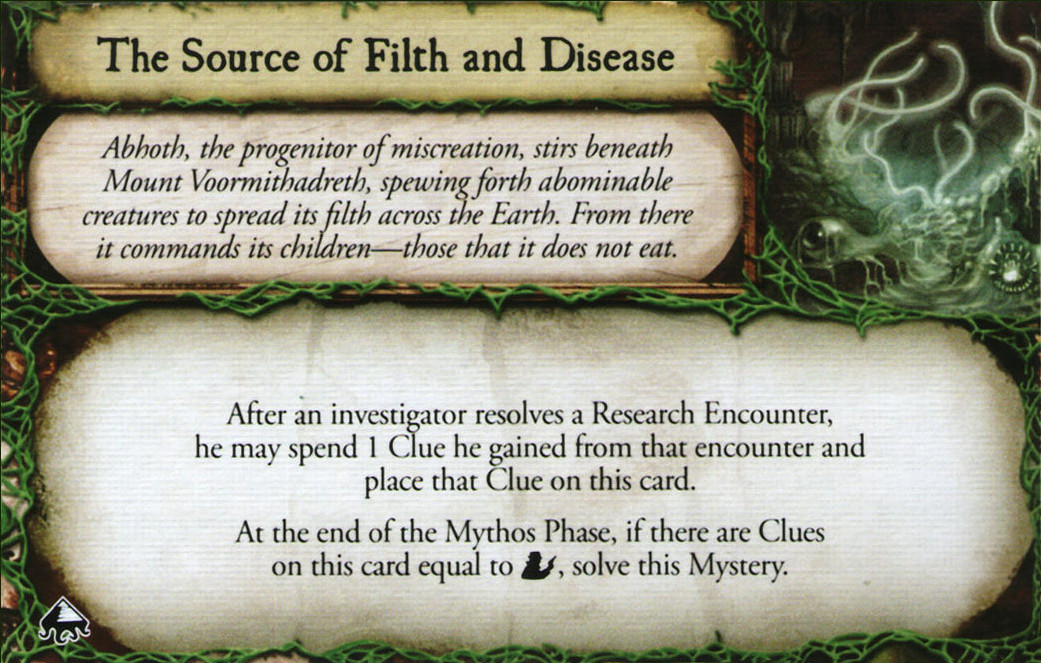 The Source of Filth and Disease
Abhoth, the progenitor of miscreation, stirs beneath
Mount Voormithadreth, spewing forth abominable
creatures to spread its filth across the Earth. From there
it commands its children—those that it does not eat.
After an investigator resolves a Research Encounter,
he may spend 1 Clue he gained from that encounter and
place that Clue on this card.
At the end of the Mythos Phase, if there are Clues
on this card equal to , solve this Mystery.